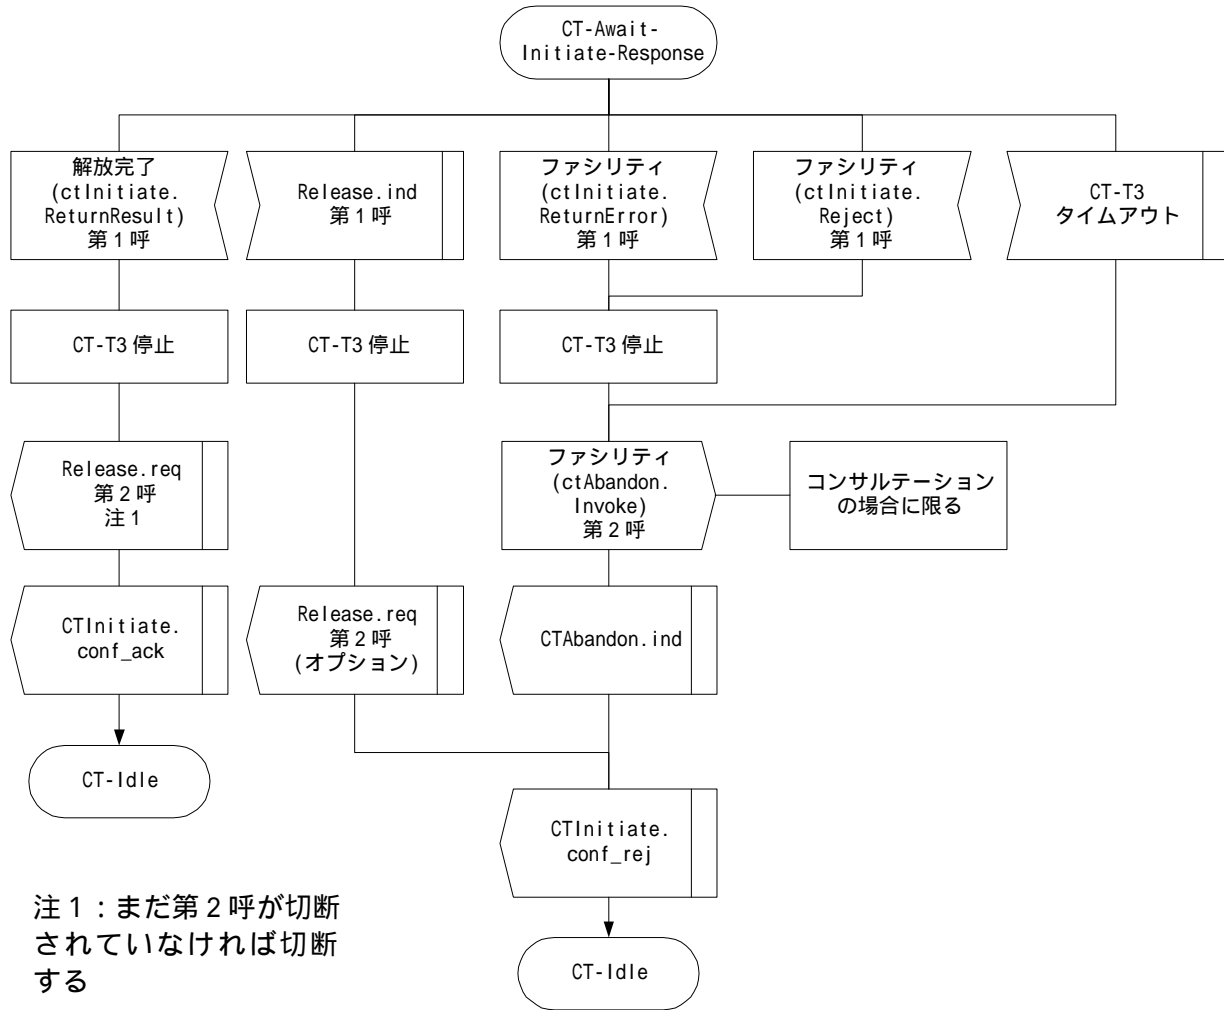 CT-Await-
Initiate-Response
解放完了
(ctInitiate.
ReturnResult)
第1呼
Release.ind
第1呼
ファシリティ
(ctInitiate.
ReturnError)
第1呼
ファシリティ
(ctInitiate.
Reject)
第1呼
CT-T3
タイムアウト
CT-T3 停止
CT-T3 停止
CT-T3 停止
Release.req
第2呼
注1
ファシリティ
(ctAbandon.
Invoke)
第2呼
コンサルテーション
の場合に限る
CTInitiate.
conf_ack
Release.req
第2呼
(オプション)
CTAbandon.ind
CT-Idle
CTInitiate.
conf_rej
注1：まだ第2呼が切断
されていなければ切断
する
CT-Idle